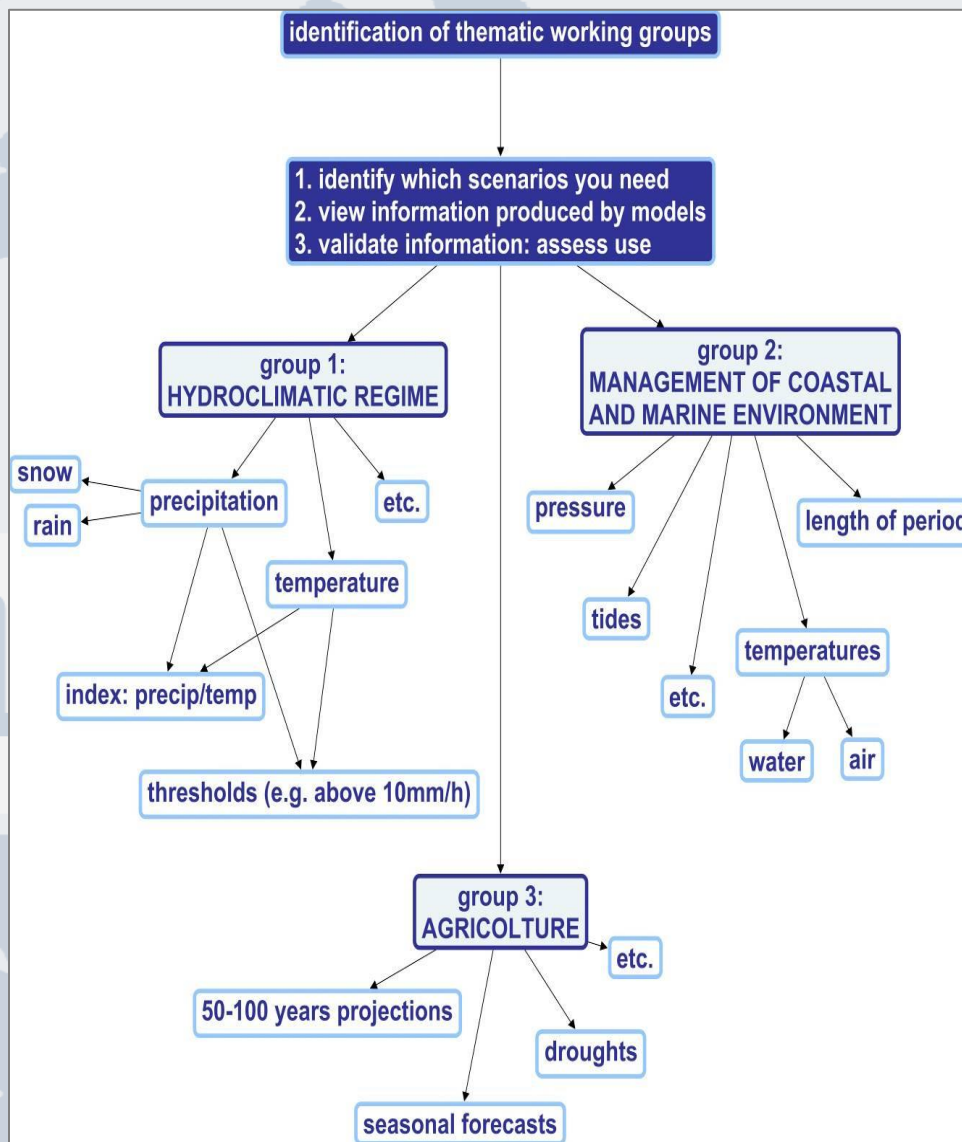 identification of thematic working groups
1. identify which scenarios you need
2. view information produced by models
3. validate information: assess use
group 1:
HYDROCLIMATIC REGIME
group 2:
MANAGEMENT OF COASTAL
AND MARINE ENVIRONMENT
snow
rain
precipitation
etc.
temperature
index: precip/temp
thresholds (e.g. above 10mm/h)
pressure
length of period
tides
etc.
temperatures
water
air
group 3:
AGRICOLTURE
etc.
50-100 years projections
droughts
seasonal forecasts